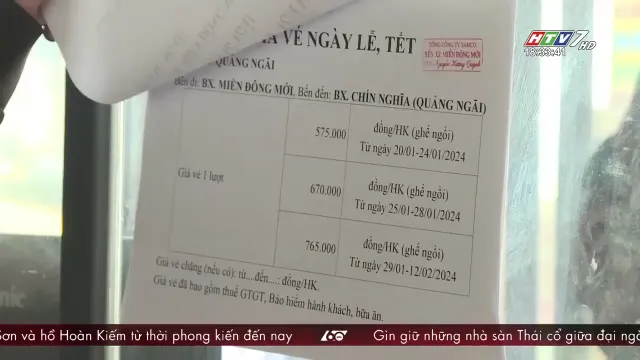 HTV7 HD
18:33:41
VÉ NGÀY LỄ, TẾT
TỔNG CÔNG TY SAMCO
BẾN XE MIỀN ĐÔNG MỚI
QUẢNG NGÃI
Bến đi: BX. MIỀN ĐÔNG MỚI. Bến đến: BX. CHÍN NGHĨA (QUẢNG NGÃI)
Giá vé 1 lượt
575.000 đồng/HK (ghế ngồi)
Từ ngày 20/01-24/01/2024
670.000 đồng/HK (ghế ngồi)
Từ ngày 25/01-28/01/2024
765.000 đồng/HK (ghế ngồi)
Từ ngày 29/01-12/02/2024
Giá vé chặng (nếu có): từ....đến....: đồng/HK.
Giá vé đã bao gồm thuế GTGT, Bảo hiểm hành khách, bữa ăn.
Sơn và hồ Hoàn Kiếm từ thời phong kiến đến nay
Gìn giữ những nhà sàn Thái cổ giữa đại ng